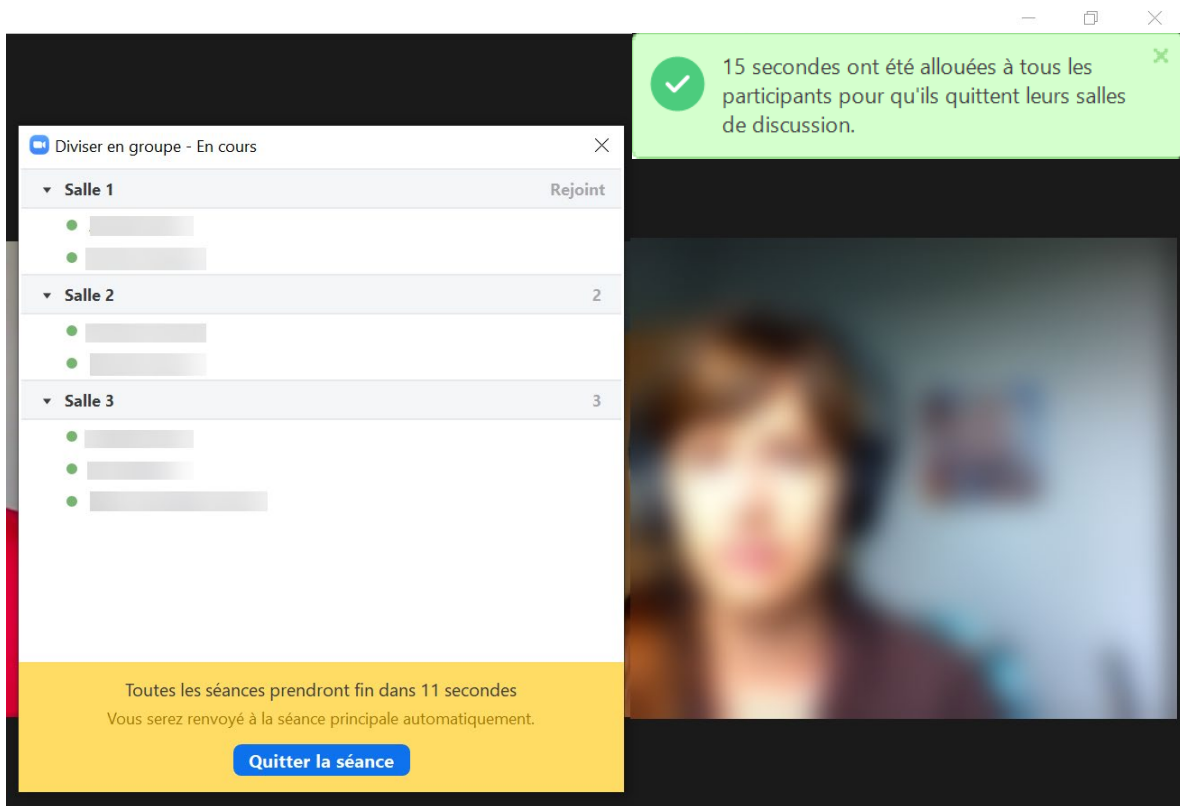 15 secondes ont été allouées à tous les
participants pour qu'ils quittent leurs salles
de discussion.
Diviser en groupe - En cours
Salle 1 Rejoint
Salle 2 2
Salle 3 3
Toutes les séances prendront fin dans 11 secondes
Vous serez renvoyé à la séance principale automatiquement.
Quitter la séance